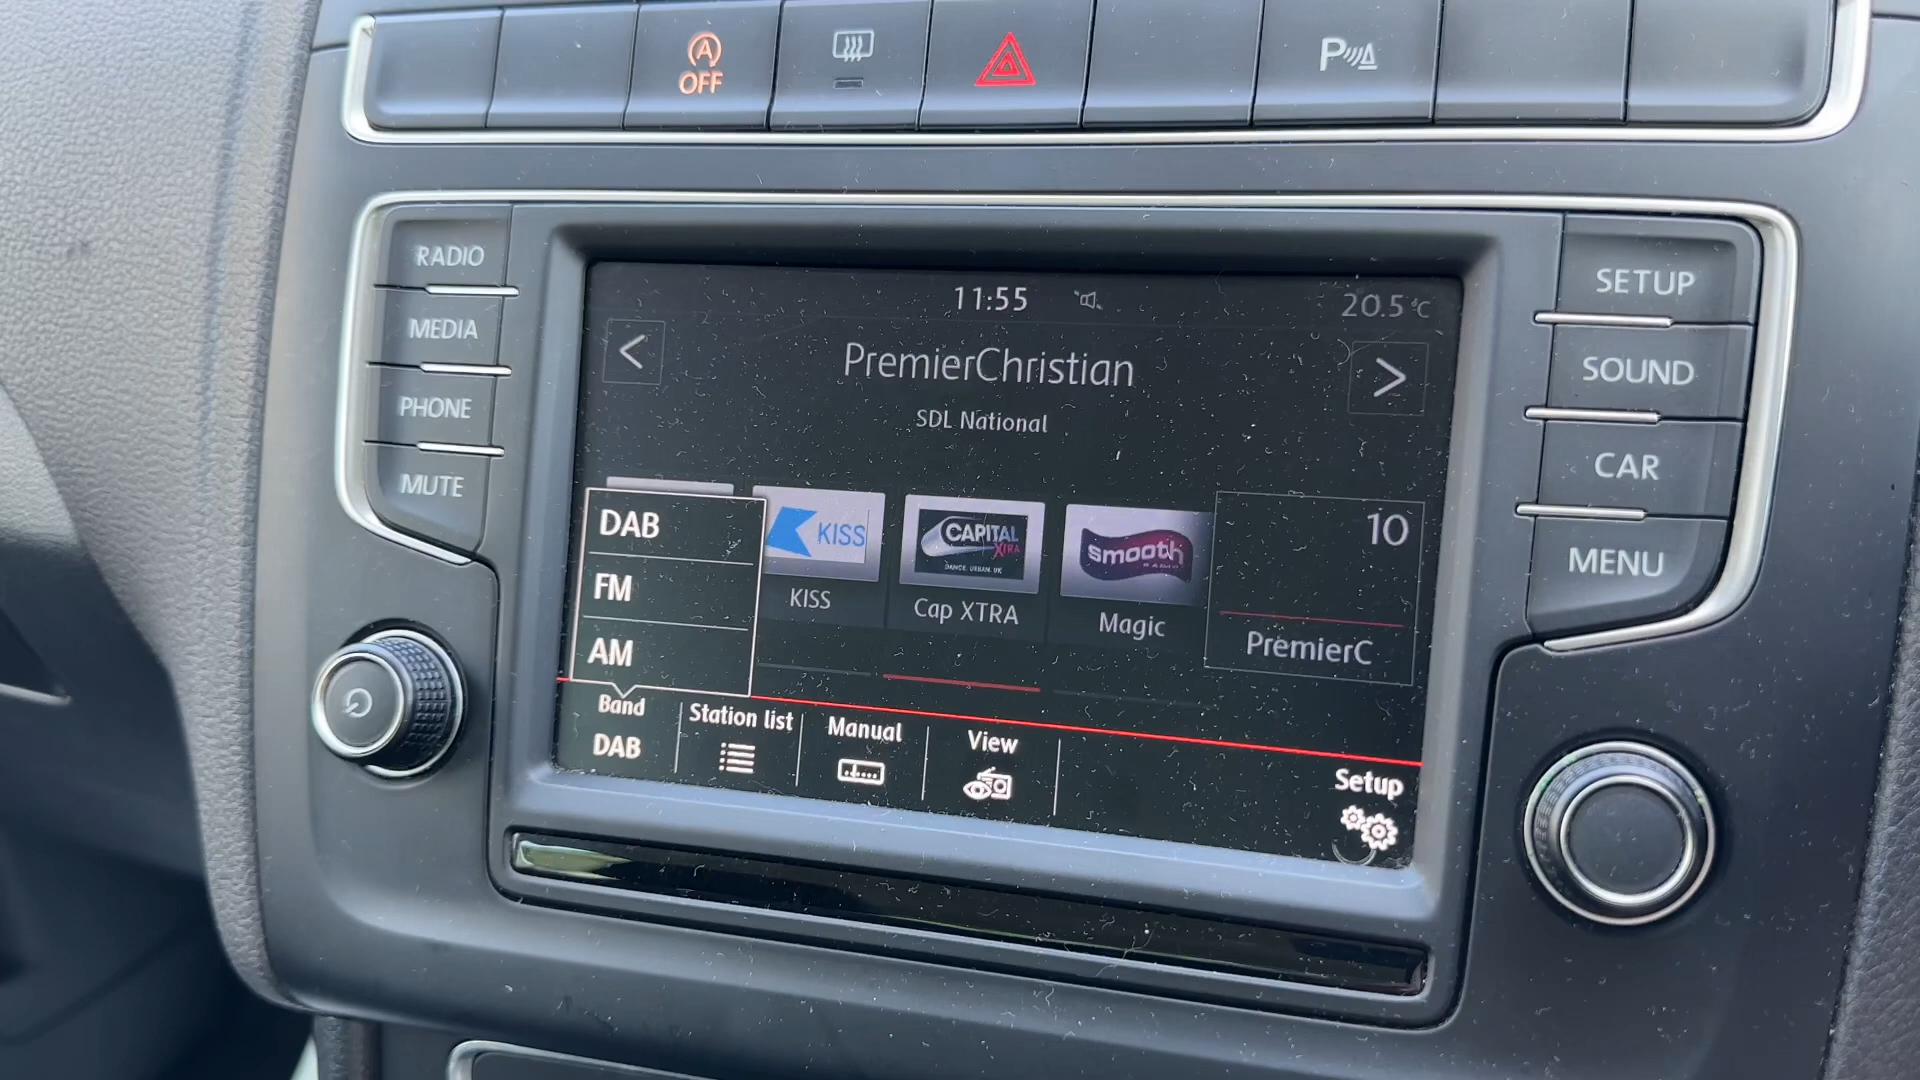 A
OFF
P
RADIO
MEDIA
PHONE
MUTE
SETUP
SOUND
CAR
MENU
11:55
20.5 °C
<
PremierChristian
>
SDL National
DAB
FM
AM
KISS
KISS
CAPITAL
XTRA
DANCE. URBAN. UK
Cap XTRA
smooth
RADIO
Magic
10
PremierC
Band
DAB
Station list
Manual
View
Setup